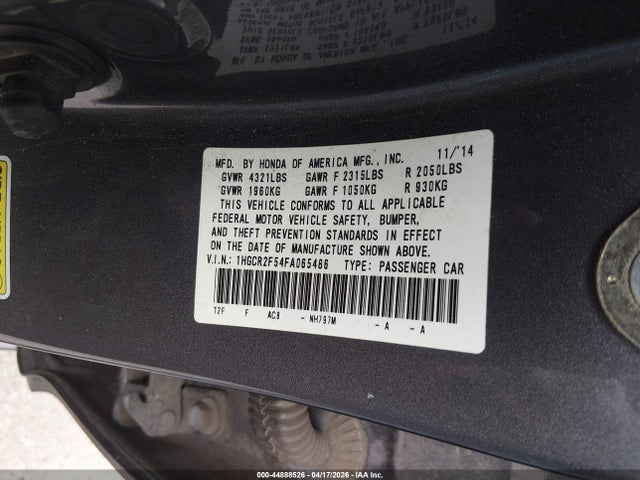 MFD. BY HONDA OF AMERICA MFG., INC. 11/'14
GVWR 4321LBS GAWR F 2315LBS R 2050LBS
GVWR 1960KG GAWR F 1050KG R 930KG
THIS VEHICLE CONFORMS TO ALL APPLICABLE
FEDERAL MOTOR VEHICLE SAFETY, BUMPER,
AND THEFT PREVENTION STANDARDS IN EFFECT
ON THE DATE OF MANUFACTURE SHOWN ABOVE.
V.I.N.: 1HGCR2F54FA065486 TYPE: PASSENGER CAR
T2F F AC8 - NH797M - A - A
000-44888526 - 04/17/2026 - IAA Inc.